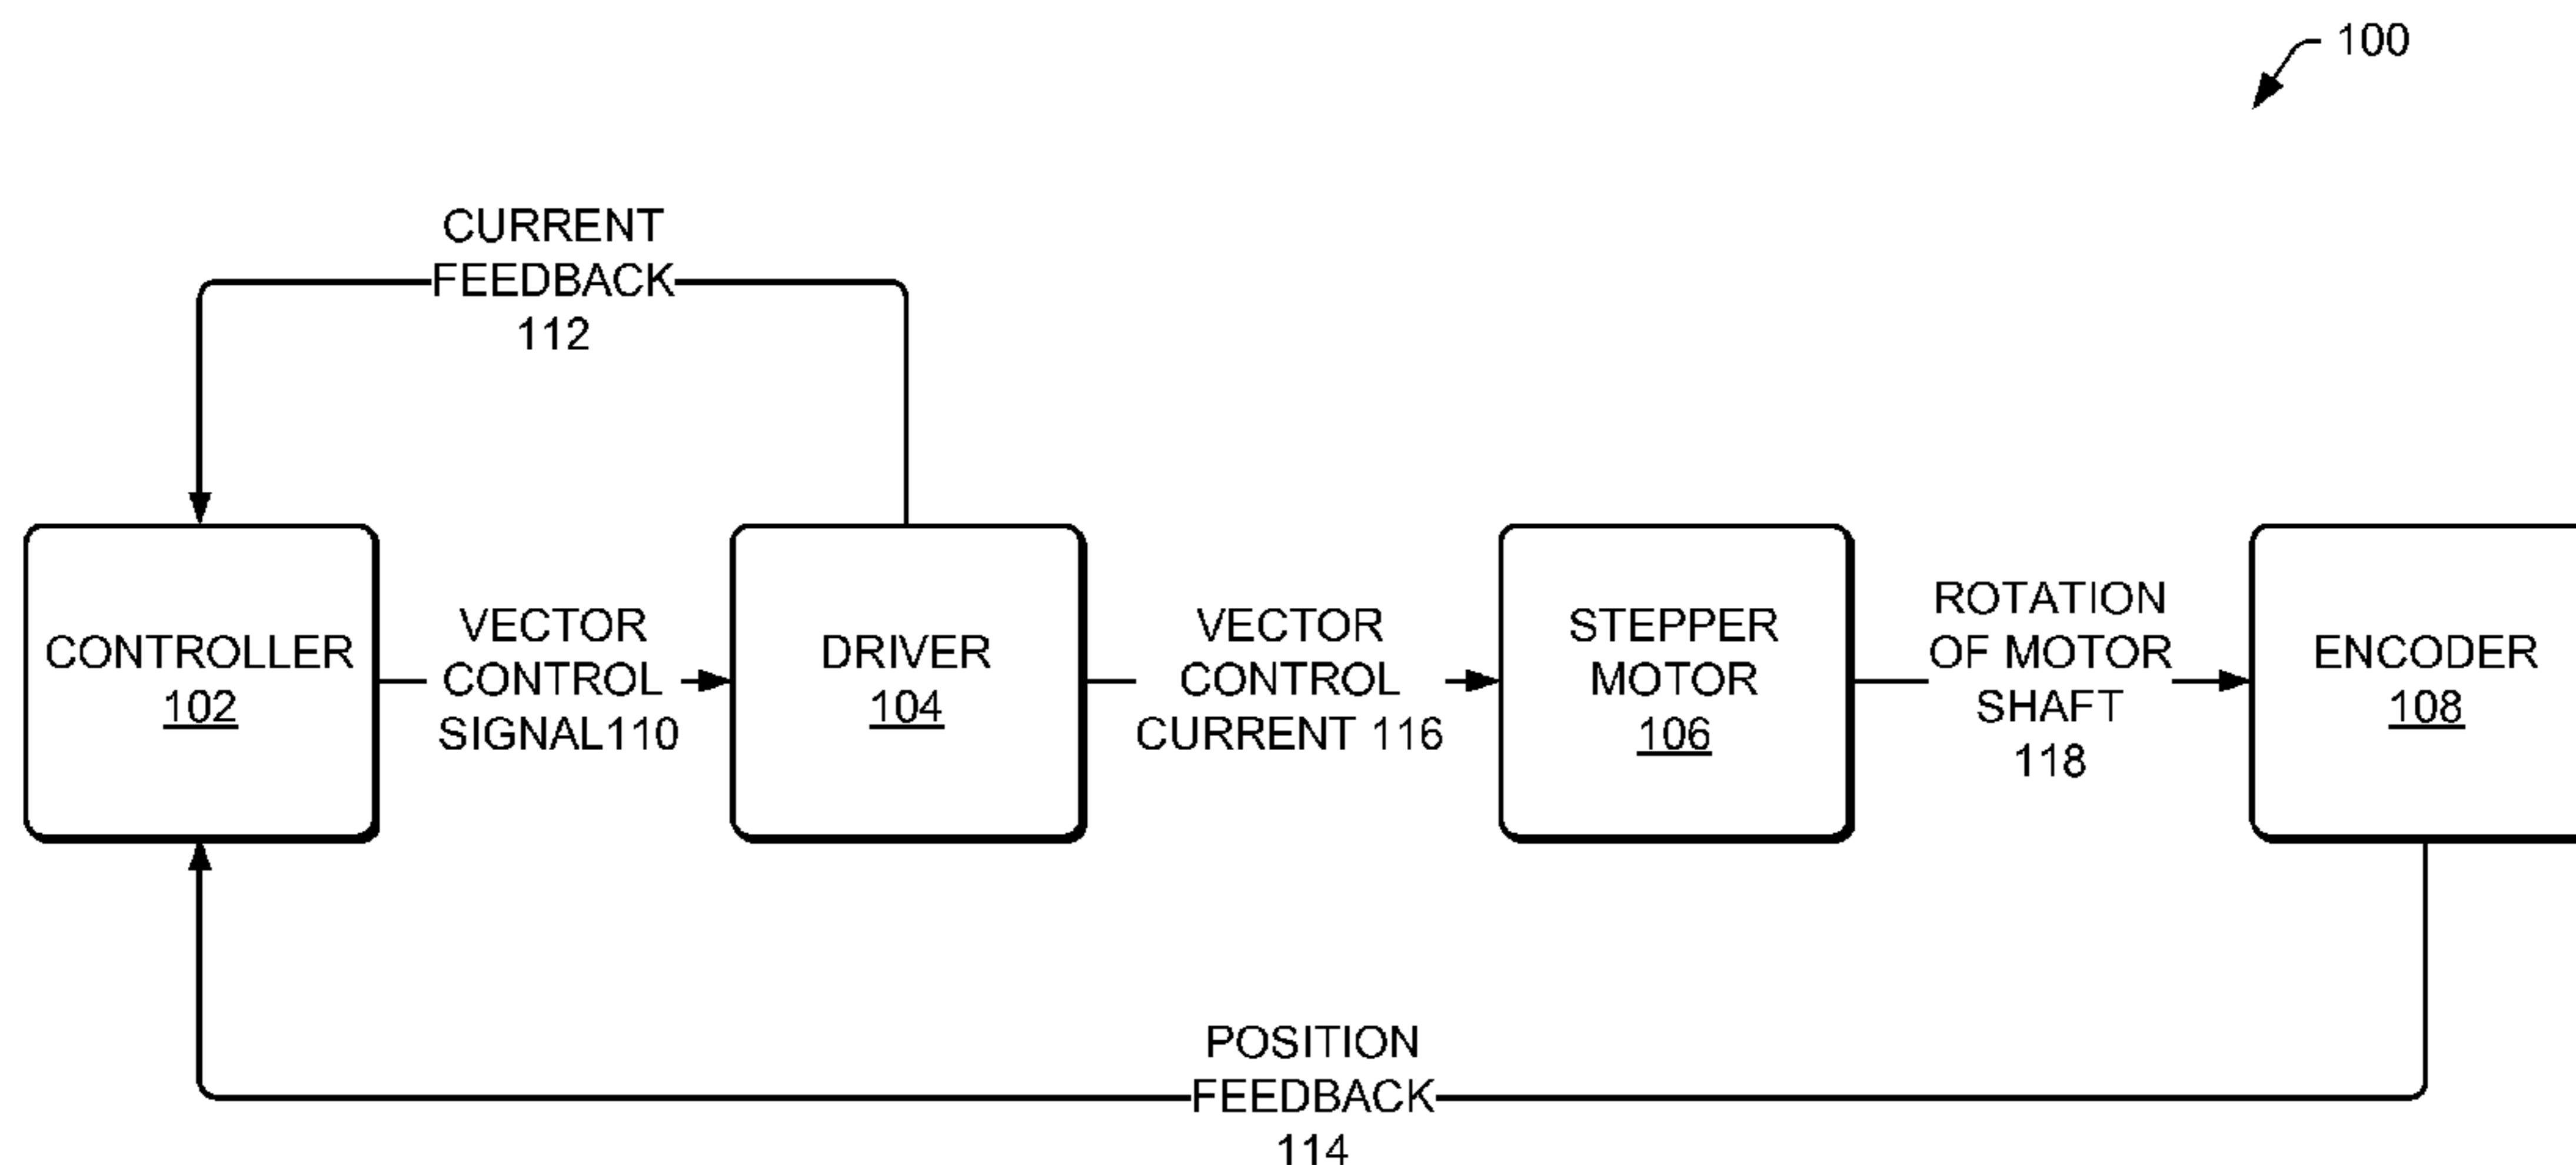 100
CURRENT
FEEDBACK
112
CONTROLLER
102
VECTOR
CONTROL
SIGNAL110
DRIVER
104
VECTOR
CONTROL
CURRENT 116
STEPPER
MOTOR
106
ROTATION
OF MOTOR
SHAFT
118
ENCODER
108
POSITION
FEEDBACK
114